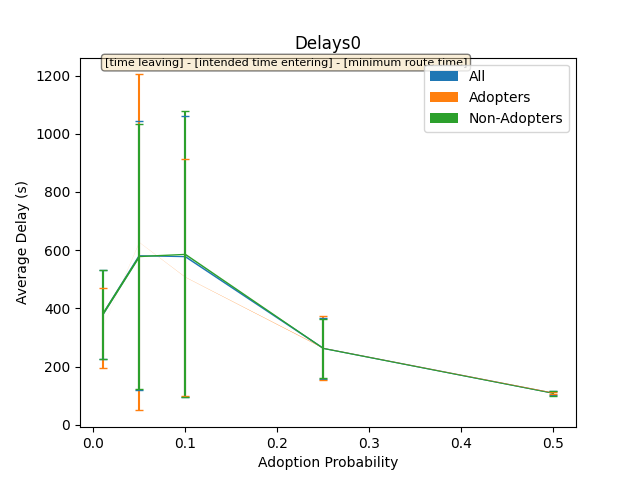 Delays0
[time leaving] - [intended time entering] - [minimum route time]
All
Adopters
Non-Adopters
1200
1000
800
600
400
200
0
Average Delay (s)
0.0
0.1
0.2
0.3
0.4
0.5
Adoption Probability